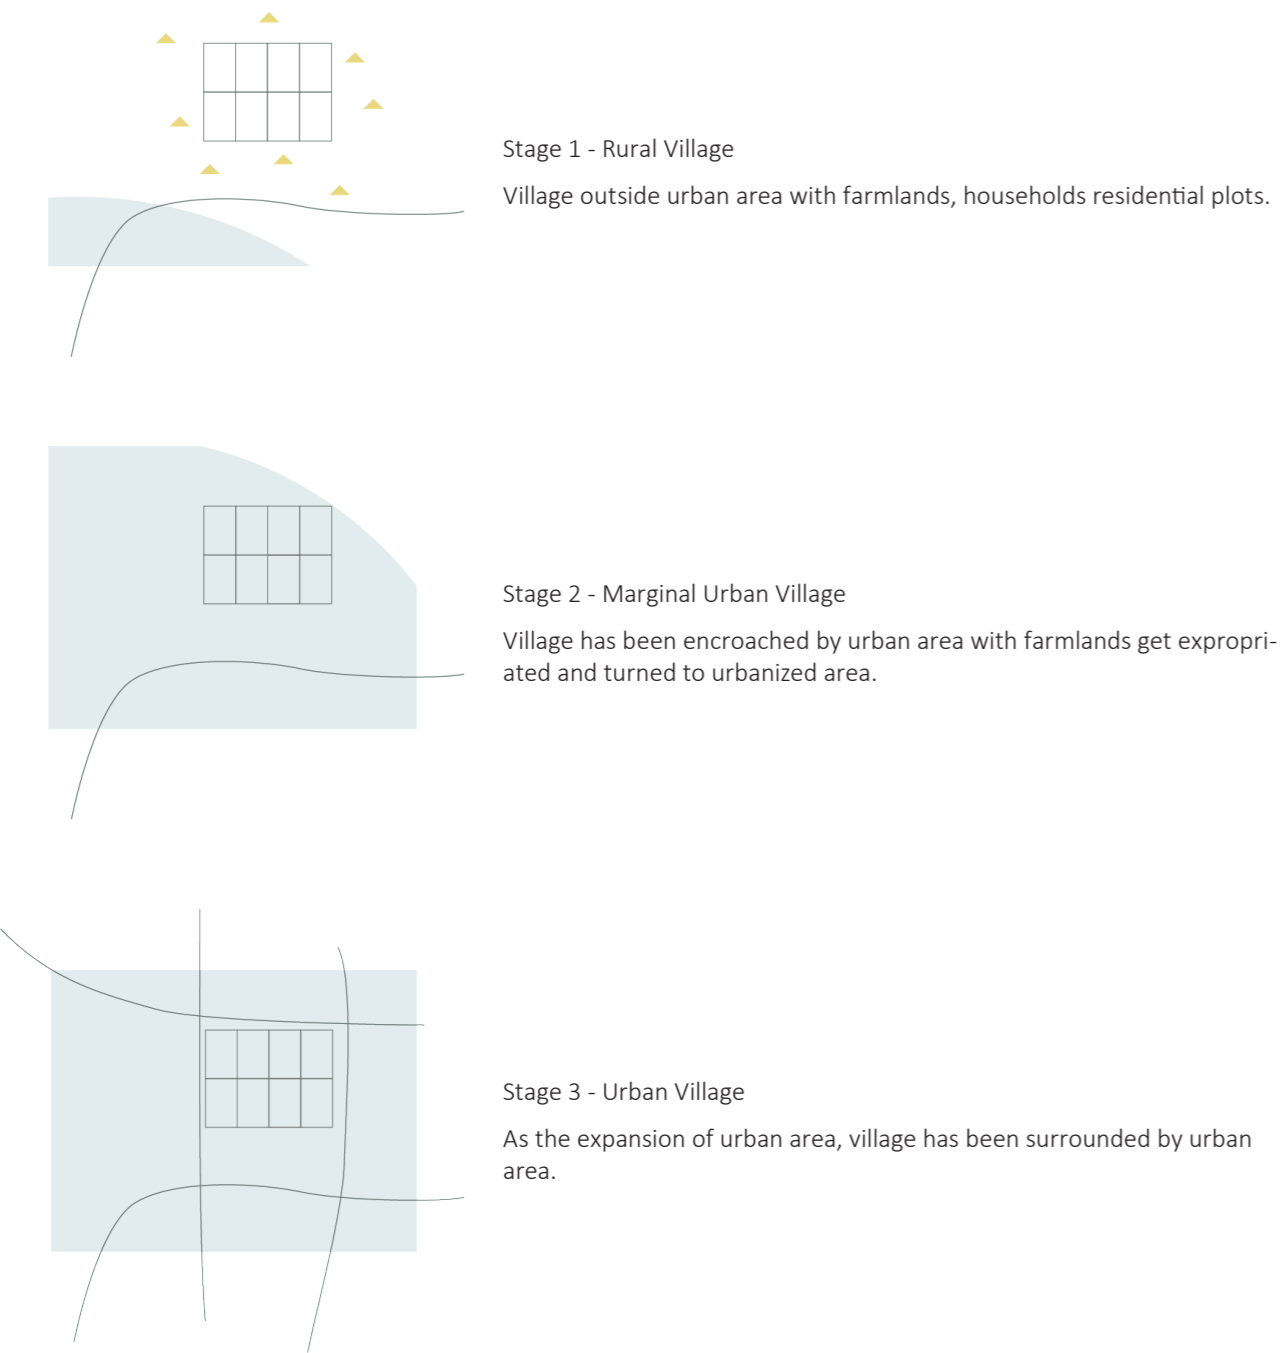 Stage 1 - Rural Village
Village outside urban area with farmlands, households residential plots.
Stage 2 - Marginal Urban Village
Village has been encroached by urban area with farmlands get expropri-
ated and turned to urbanized area.
Stage 3 - Urban Village
As the expansion of urban area, village has been surrounded by urban
area.